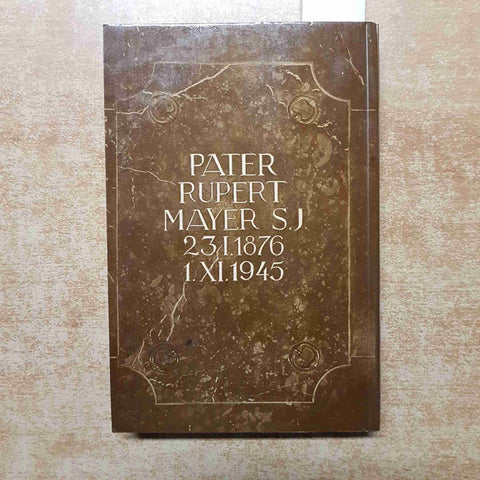 PATER
RUPERT
MAYER S.J
23.I.1876
1.XI.1945